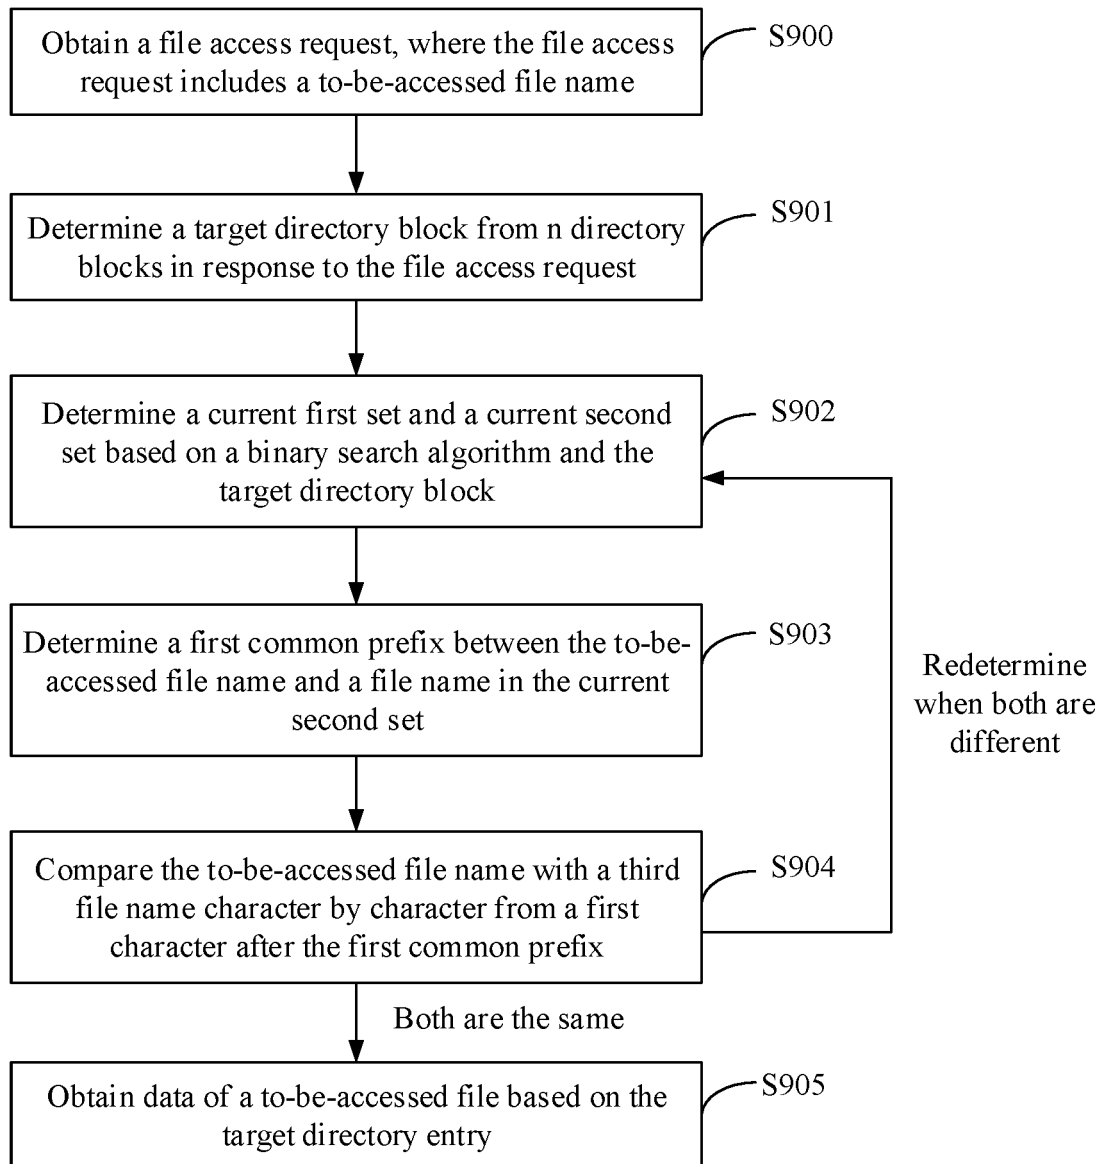 Obtain a file access request, where the file access
request includes a to-be-accessed file name
S900
Determine a target directory block from n directory
blocks in response to the file access request
S901
Determine a current first set and a current second
set based on a binary search algorithm and the
target directory block
S902
Determine a first common prefix between the to-be-
accessed file name and a file name in the current
second set
S903
Redetermine
when both are
different
Compare the to-be-accessed file name with a third
file name character by character from a first
character after the first common prefix
S904
Both are the same
Obtain data of a to-be-accessed file based on the
target directory entry
S905